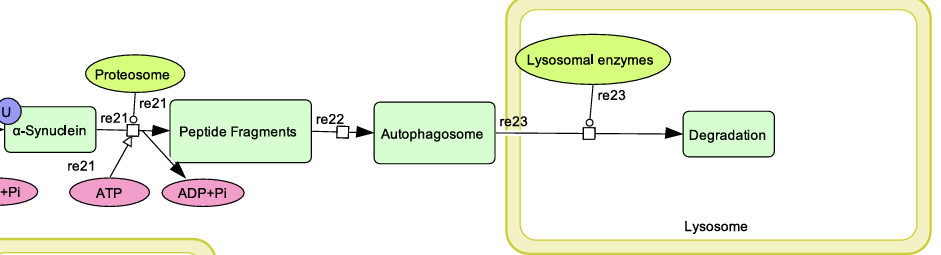 Lysosomal enzymes
Proteosome
re21
re23
U
α-Synuclein
re21
Peptide Fragments
re22
Autophagosome
re23
Degradation
re21
+Pi
ATP
ADP+Pi
Lysosome